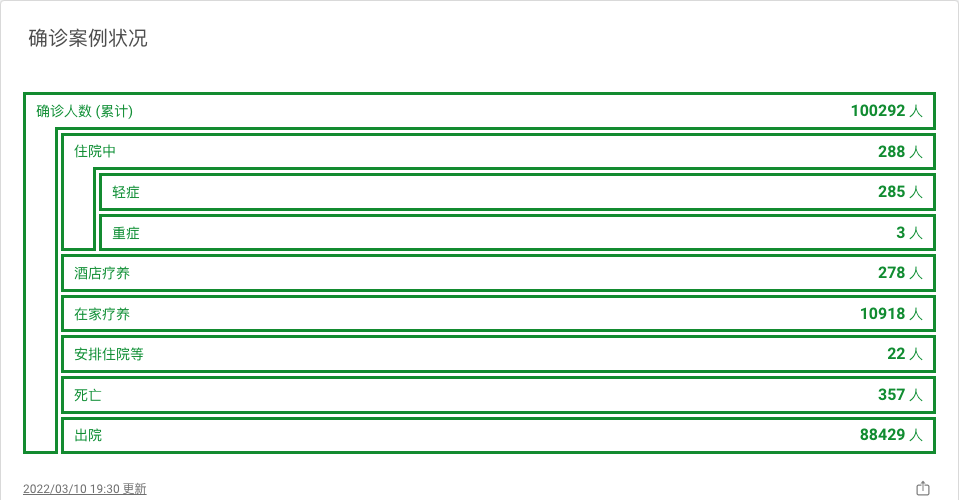 确诊案例状况
确诊人数 (累计) 100292 人
住院中 288 人
轻症 285 人
重症 3 人
酒店疗养 278 人
在家疗养 10918 人
安排住院等 22 人
死亡 357 人
出院 88429 人
2022/03/10 19:30 更新